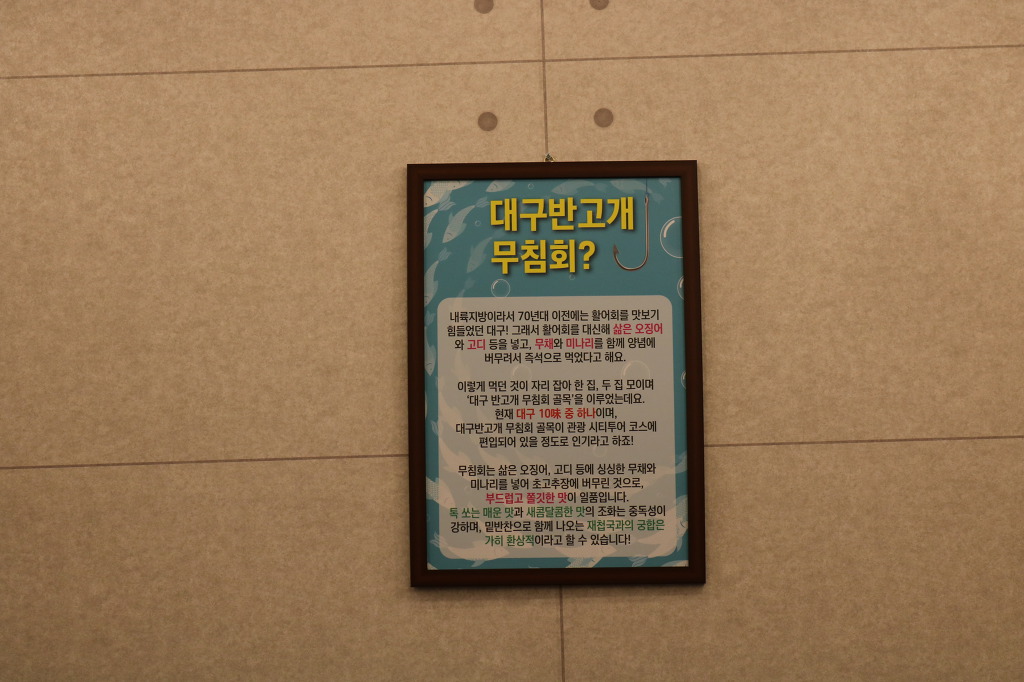 대구반고개
무침회?
내륙지방이라서 70년대 이전에는 활어회를 맛보기
힘들었던 대구! 그래서 활어회를 대신해 삶은 오징어
와 고디 등을 넣고, 무채와 미나리를 함께 양념에
버무려서 즉석으로 먹었다고 해요.
이렇게 먹던 것이 자리 잡아 한 집, 두 집 모이며
'대구 반고개 무침회 골목'을 이루었는데요.
현재 대구 10味 중 하나이며,
대구반고개 무침회 골목이 관광 시티투어 코스에
편입되어 있을 정도로 인기라고 하죠!
무침회는 삶은 오징어, 고디 등에 싱싱한 무채와
미나리를 넣어 초고추장에 버무린 것으로,
부드럽고 쫄깃한 맛이 일품입니다.
톡 쏘는 매운 맛과 새콤달콤한 맛의 조화는 중독성이
강하며, 밑반찬으로 함께 나오는 재첩국과의 궁합은
가히 환상적이라고 할 수 있습니다!